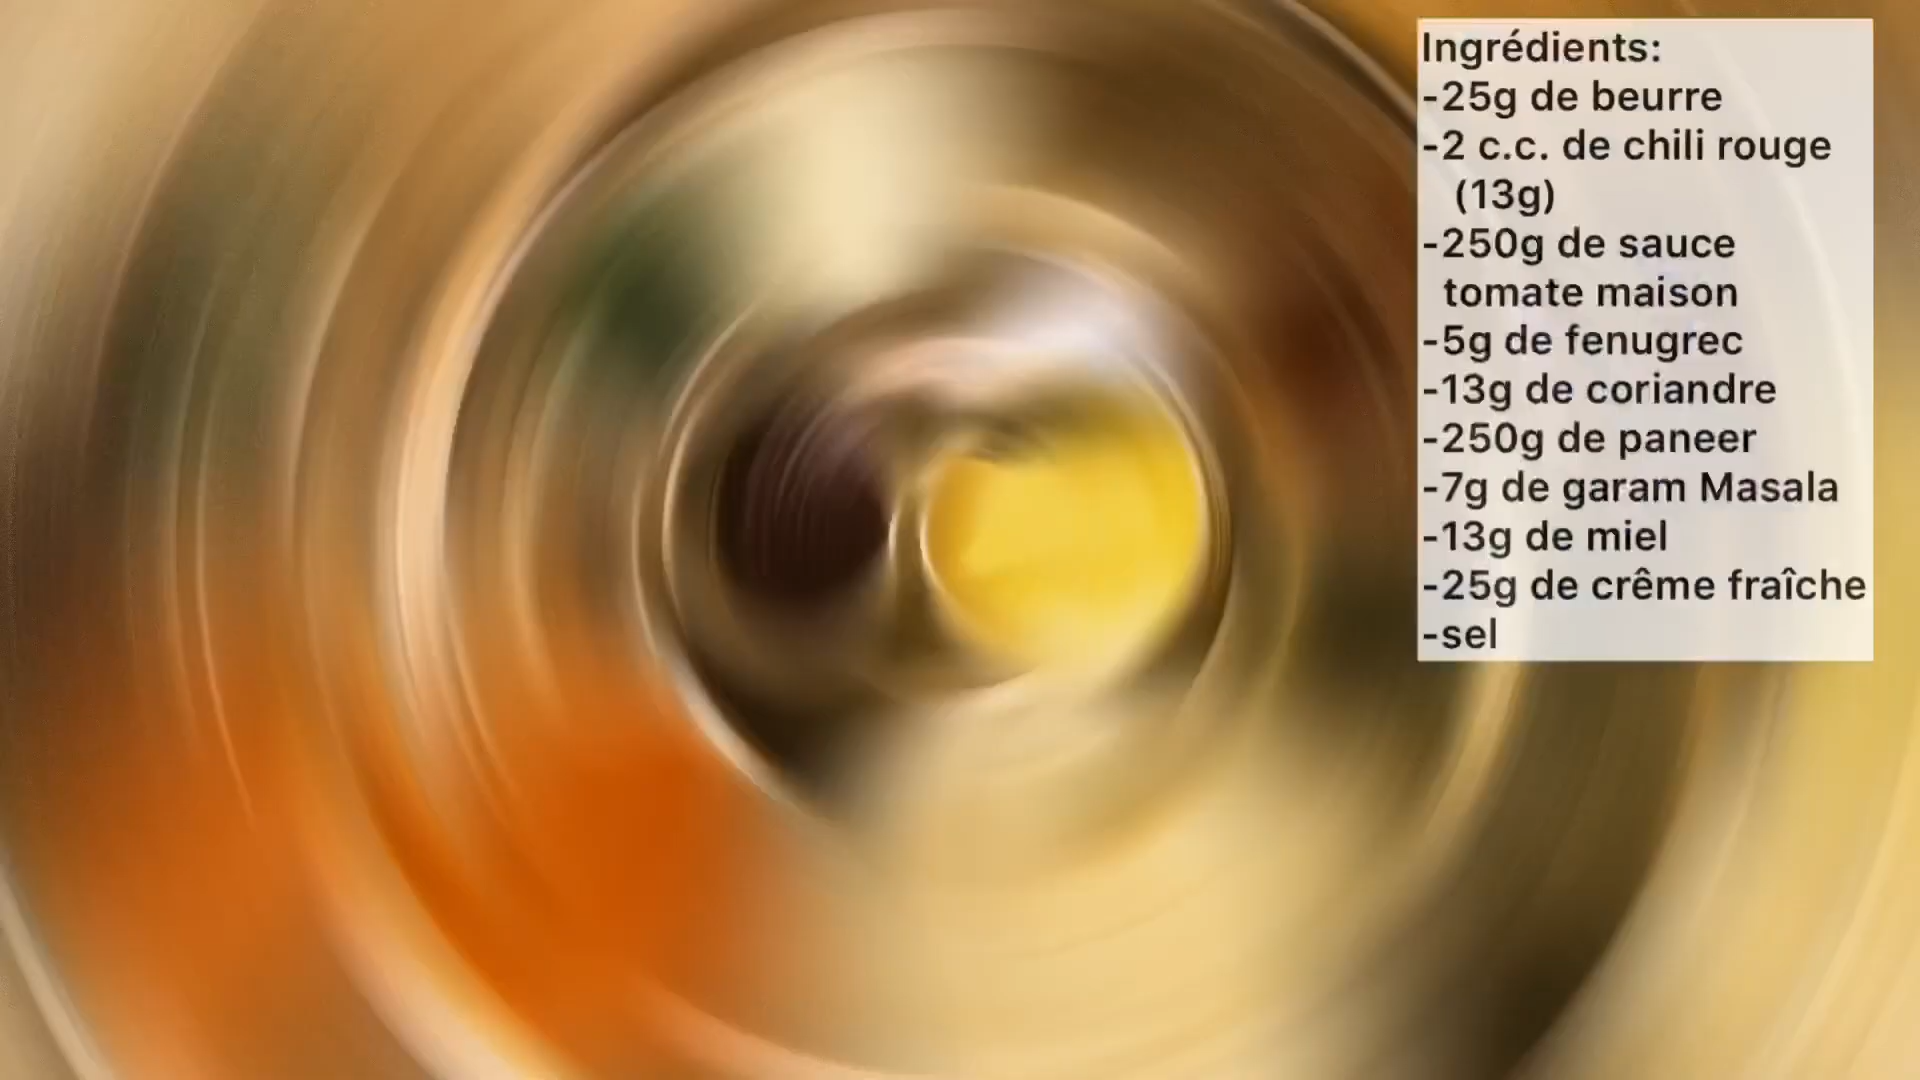 Ingrédients:
-25g de beurre
-2 c.c. de chili rouge
(13g)
-250g de sauce
tomate maison
-5g de fenugrec
-13g de coriandre
-250g de paneer
-7g de garam Masala
-13g de miel
-25g de crême fraîche
-sel